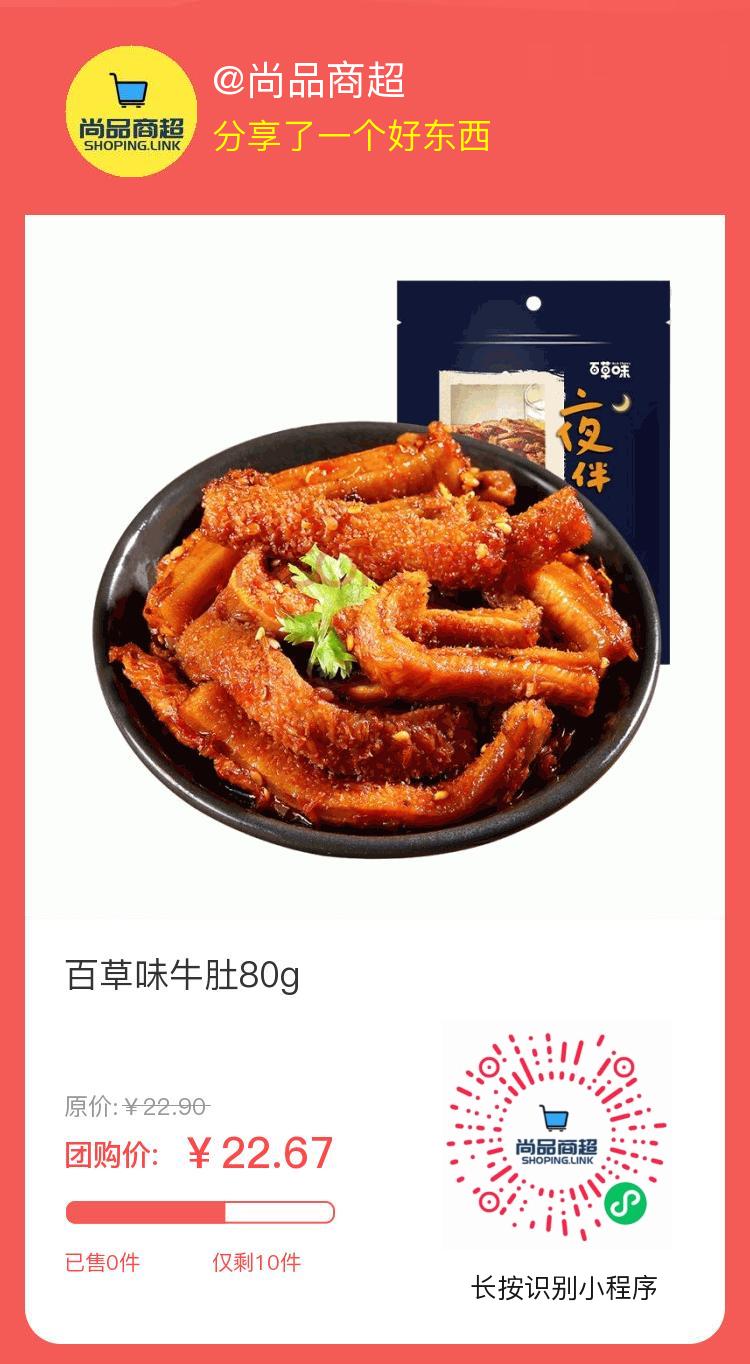 尚品商超
SHOPING.LINK
@尚品商超
分享了一个好东西
百草味
夜
伴
百草味牛肚80g
原价:￥22.90
团购价: ￥22.67
已售0件 仅剩10件
尚品商超
SHOPING.LINK
长按识别小程序